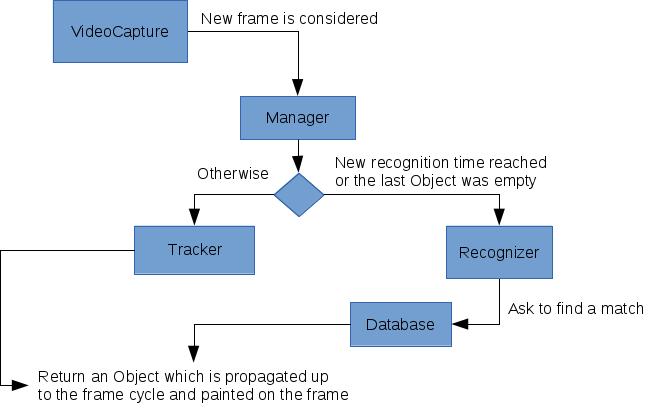 VideoCapture
New frame is considered
Manager
Otherwise
New recognition time reached
or the last Object was empty
Tracker
Recognizer
Ask to find a match
Database
Return an Object which is propagated up
to the frame cycle and painted on the frame